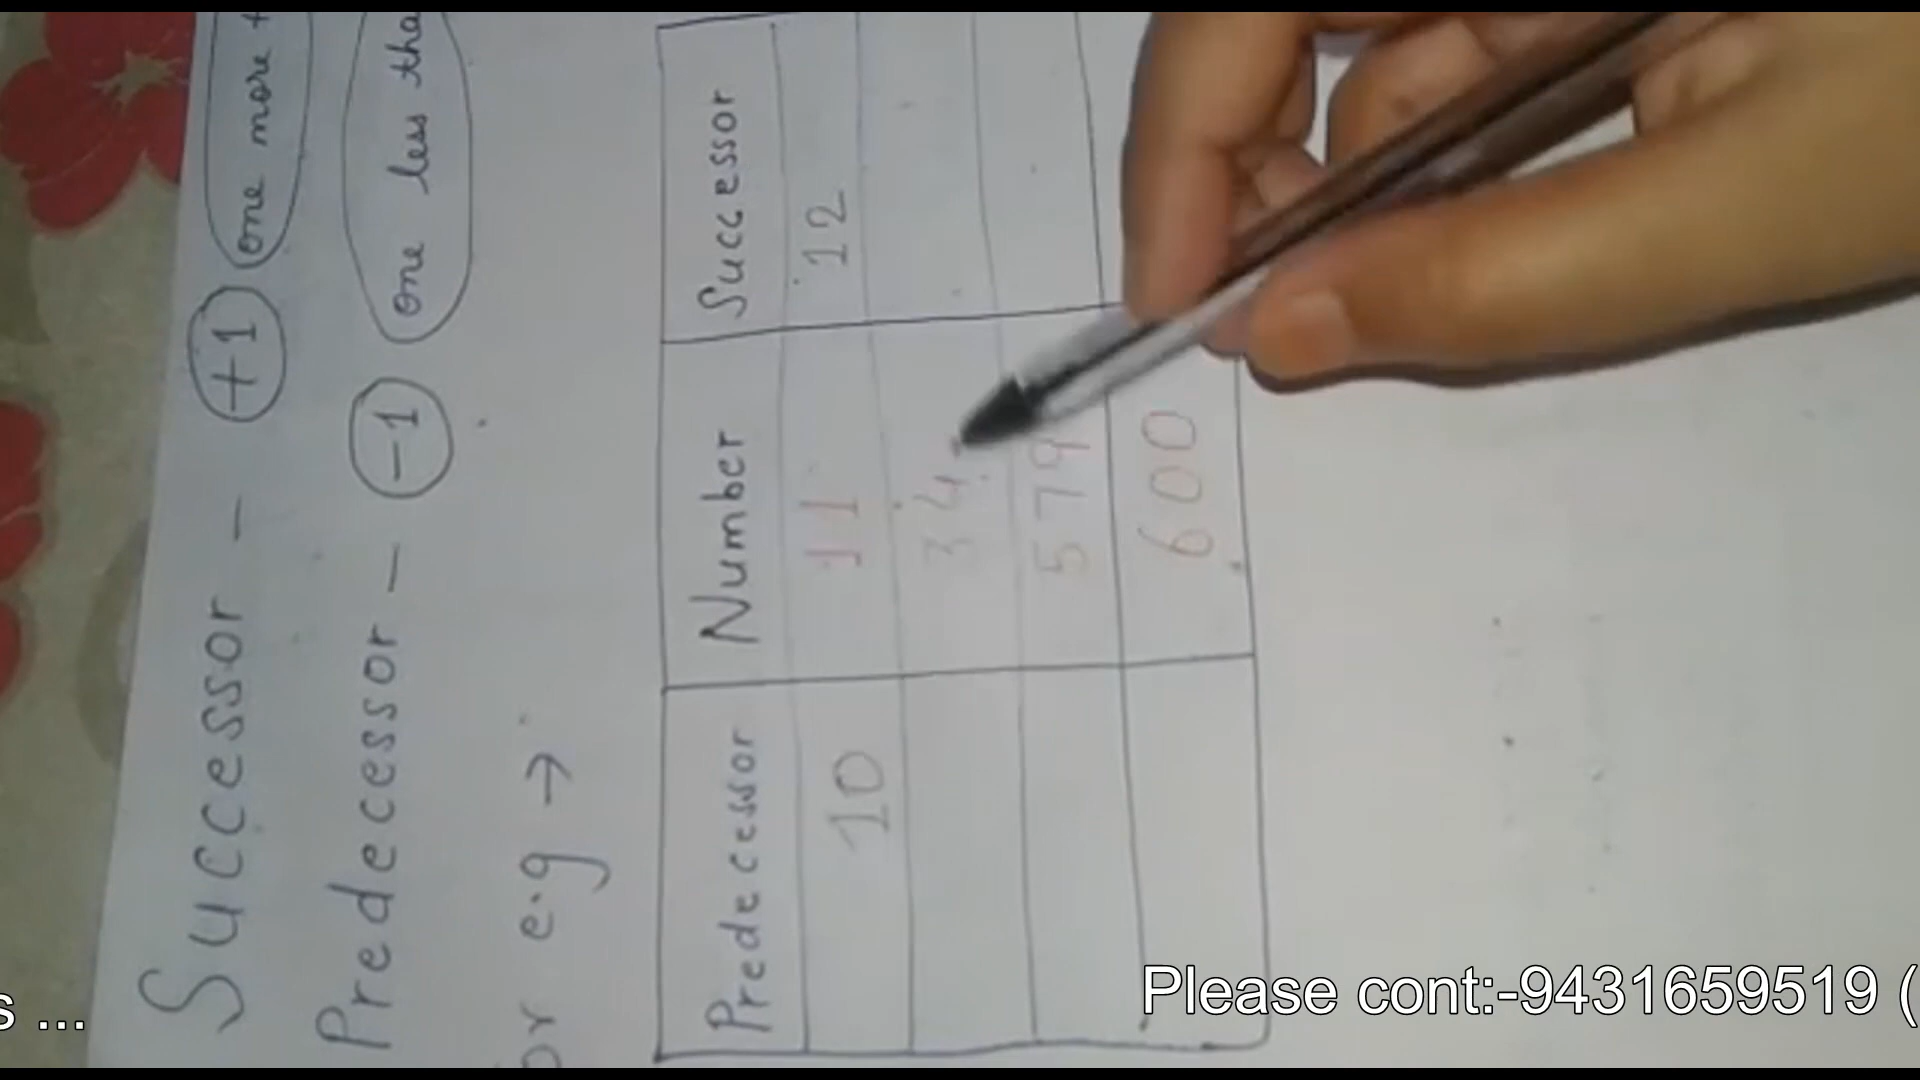 Successor - +1 one more
Predecessor - -1 one less tha
or e.g →
Predecessor Number Successor
10 11 12
34
579
600
s ...
Please cont:-9431659519 (